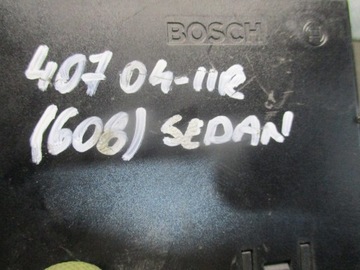 BOSCH
407 04-11R
(608) SEDAN